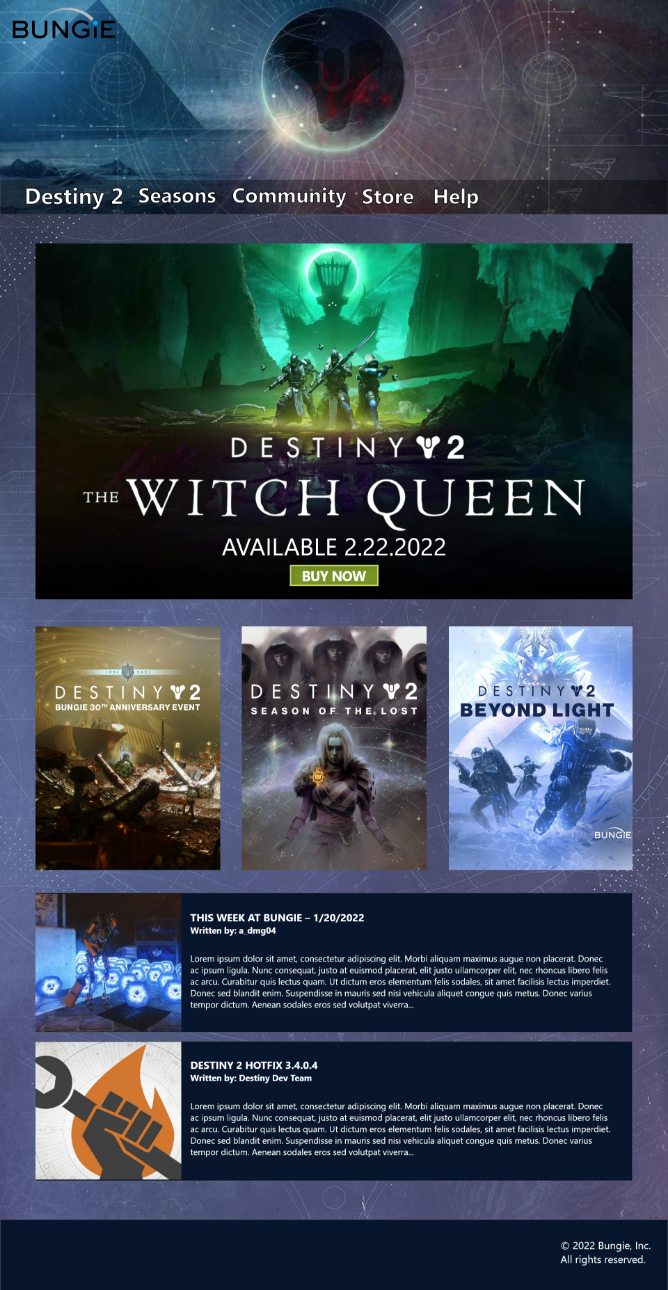 BUNGiE
Destiny 2 Seasons Community Store Help
DESTINY 2
THE WITCH QUEEN
AVAILABLE 2.22.2022
BUY NOW
DESTINY 2
BUNGIE 30TH ANNIVERSARY EVENT
DESTINY 2
SEASON OF THE LOST
DESTINY 2
BEYOND LIGHT
BUNGiE
THIS WEEK AT BUNGIE – 1/20/2022
Written by: a_dmg04
Lorem ipsum dolor sit amet, consectetur adipiscing elit. Morbi aliquam maximus augue non placerat. Donec
ac ipsum ligula. Nunc consequat, justo at euismod placerat, elit justo ullamcorper elit, nec rhoncus libero felis
ac arcu. Curabitur quis lectus quam. Ut dictum eros elementum felis sodales, sit amet facilisis lectus imperdiet.
Donec sed blandit enim. Suspendisse in mauris sed nisi vehicula aliquet congue quis metus. Donec varius
tempor dictum. Aenean sodales eros sed volutpat viverra...
DESTINY 2 HOTFIX 3.4.0.4
Written by: Destiny Dev Team
Lorem ipsum dolor sit amet, consectetur adipiscing elit. Morbi aliquam maximus augue non placerat. Donec
ac ipsum ligula. Nunc consequat, justo at euismod placerat, elit justo ullamcorper elit, nec rhoncus libero felis
ac arcu. Curabitur quis lectus quam. Ut dictum eros elementum felis sodales, sit amet facilisis lectus imperdiet.
Donec sed blandit enim. Suspendisse in mauris sed nisi vehicula aliquet congue quis metus. Donec varius
tempor dictum. Aenean sodales eros sed volutpat viverra...
© 2022 Bungie, Inc.
All rights reserved.